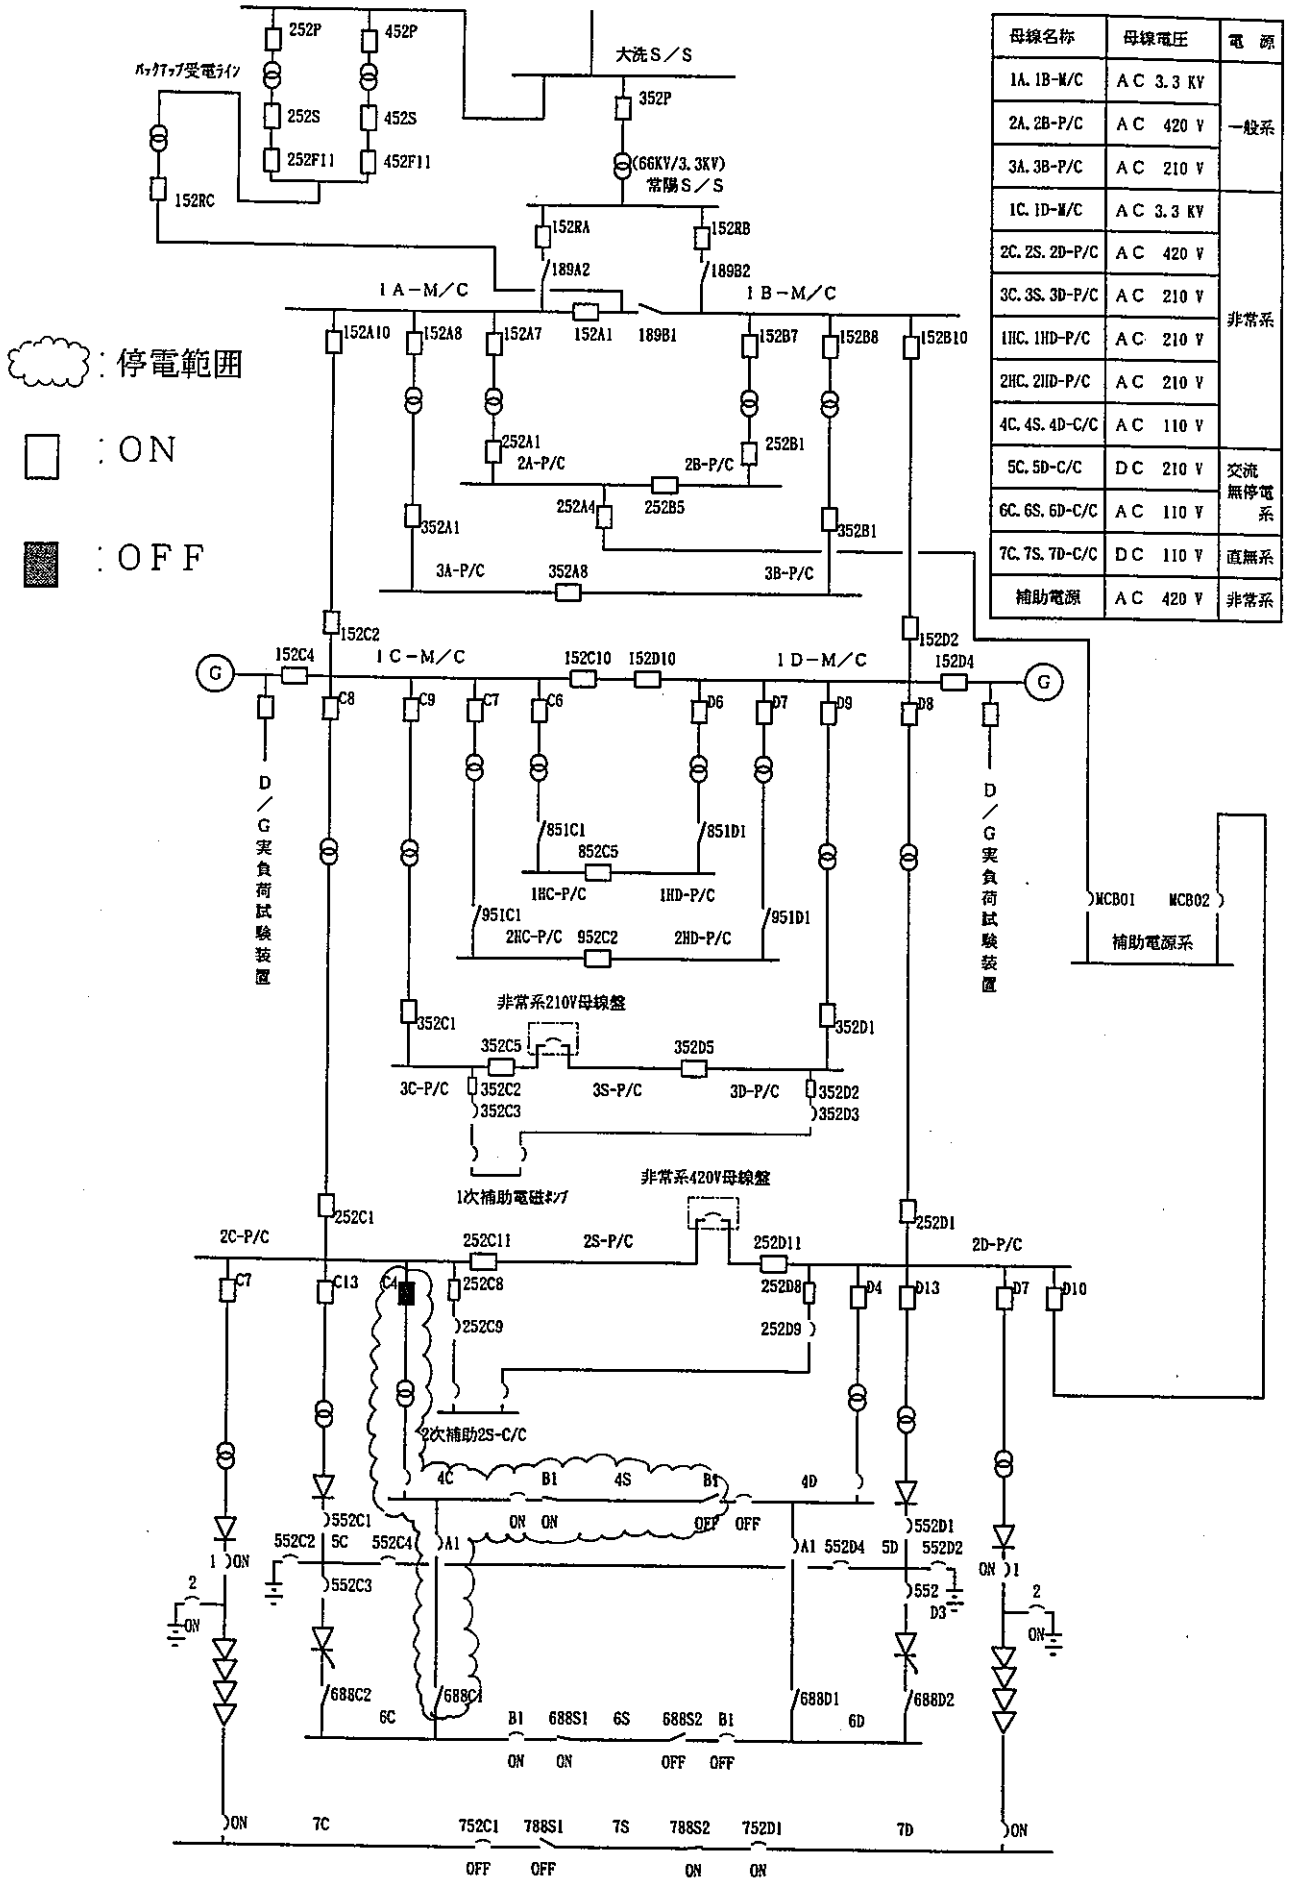 252P
452P
大洗S/S
バックアップ受電ライン
352P
252S
452S
252F11
452F11
(66KV/3.3KV)
常陽S/S
152RC
152RA
152RB
189A2
189B2
1A-M/C
1B-M/C
152A10
152A8
152A7
152A1
189B1
152B7
152B8
152B10
252A1
2A-P/C
2B-P/C
252B1
252A4
252B5
352A1
352B1
3A-P/C
352A8
3B-P/C
:停電範囲
:ON
:OFF
母線名称 母線電圧 電 源
1A. 1B-M/C AC 3.3 KV
2A. 2B-P/C AC 420 V 一般系
3A. 3B-P/C AC 210 V
1C. 1D-M/C AC 3.3 KV
2C. 2S. 2D-P/C AC 420 V
3C. 3S. 3D-P/C AC 210 V
非常系
1HC. 1HD-P/C AC 210 V
2HC. 2HD-P/C AC 210 V
4C. 4S. 4D-C/C AC 110 V
5C. 5D-C/C DC 210 V 交流
無停電
6C. 6S. 6D-C/C AC 110 V 系
7C. 7S. 7D-C/C DC 110 V 直無系
補助電源 AC 420 V 非常系
152C2
152D2
152C4
1C-M/C
152C10
152D10
1D-M/C
152D4
G
G
C8
C9
C7
C6
D6
D7
D9
D8
D/G実負荷試験装置
D/G実負荷試験装置
851C1
851D1
852C5
1HC-P/C
1HD-P/C
951C1
951D1
2HC-P/C
952C2
2HD-P/C
MCB01
MCB02
補助電源系
非常系210V母線盤
352C1
352D1
352C5
352D5
3C-P/C
352C2
3S-P/C
3D-P/C
352D2
352C3
352D3
1次補助電磁ポンプ
非常系420V母線盤
252C1
252D1
2C-P/C
252C11
2S-P/C
252D11
2D-P/C
C7
C13
C4
252C8
252D8
D4
D13
D7
D10
252C9
252D9
2次補助2S-C/C
4C
B1
4S
B1
4D
ON
ON
OFF
OFF
552C1
552D1
552C2
5C
552C4
A1
A1
552D4
5D
552D2
1
ON
ON
1
552C3
552
D3
2
ON
2
ON
688C2
688C1
688D1
688D2
6C
B1
688S1
6S
688S2
B1
6D
ON
ON
OFF
OFF
ON
7C
752C1
788S1
7S
788S2
752D1
7D
ON
OFF
OFF
ON
ON